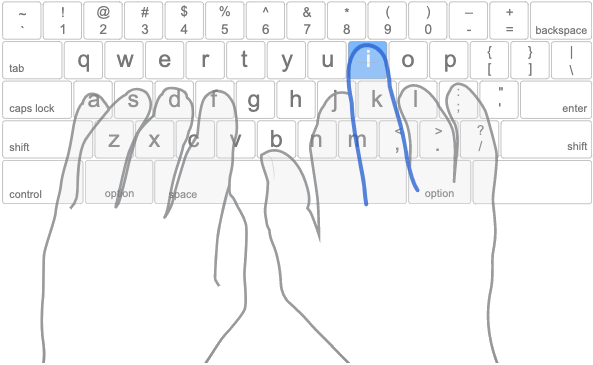 ~ ! @ # $ % ^ & * ( ) – +
` 1 2 3 4 5 6 7 8 9 0 - = backspace
tab q w e r t y u i o p { [ } ] | \
caps lock a s d f g h j k l : ; " ' enter
shift z x c v b n m < , > . ? / shift
control option space option